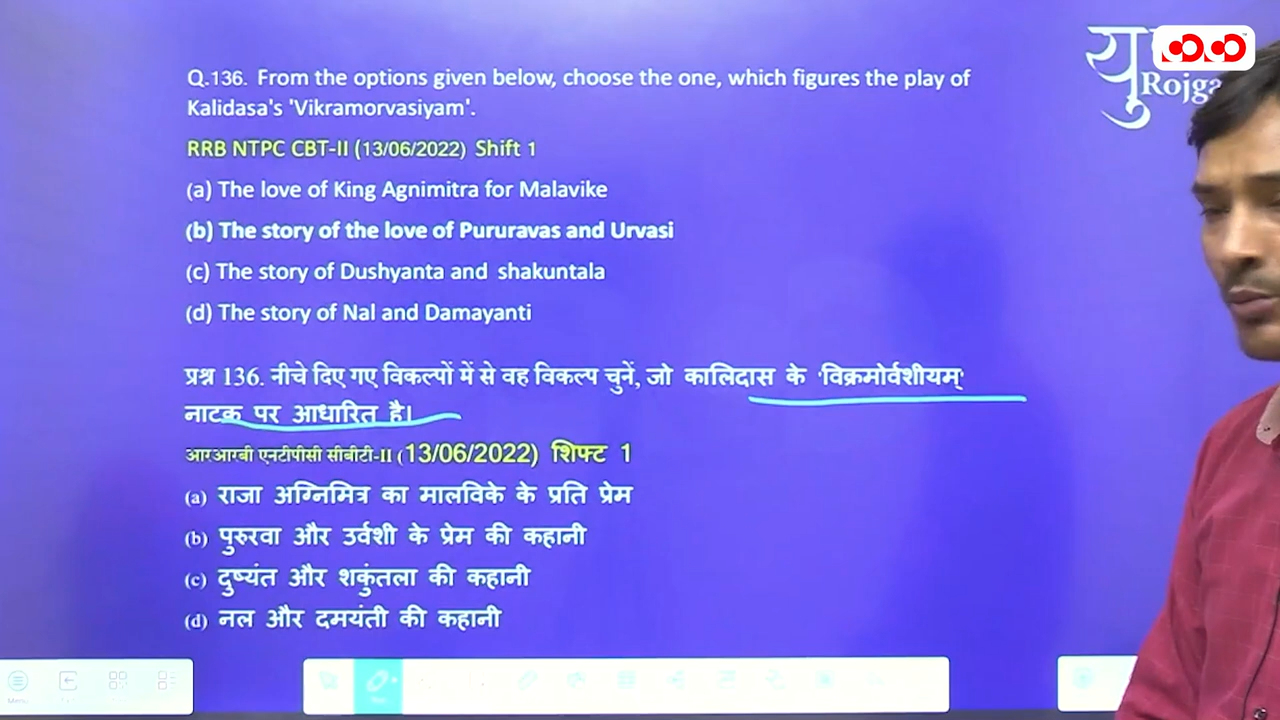 यु
Rojga
Q.136. From the options given below, choose the one, which figures the play of
Kalidasa's 'Vikramorvasiyam'.
RRB NTPC CBT-II (13/06/2022) Shift 1
(a) The love of King Agnimitra for Malavike
(b) The story of the love of Pururavas and Urvasi
(c) The story of Dushyanta and shakuntala
(d) The story of Nal and Damayanti
प्रश्न 136. नीचे दिए गए विकल्पों में से वह विकल्प चुनें, जो कालिदास के 'विक्रमोर्वशीयम्'
नाटक पर आधारित है।
आरआरबी एनटीपीसी सीबीटी-II (13/06/2022) शिफ्ट 1
(a) राजा अग्निमित्र का मालविके के प्रति प्रेम
(b) पुरुरवा और उर्वशी के प्रेम की कहानी
(c) दुष्यंत और शकुंतला की कहानी
(d) नल और दमयंती की कहानी
Menu